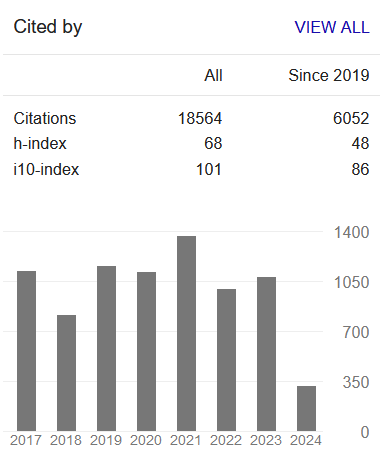 Cited by VIEW ALL
All Since 2019
Citations 18564 6052
h-index 68 48
i10-index 101 86
1400
1050
700
350
0
2017 2018 2019 2020 2021 2022 2023 2024